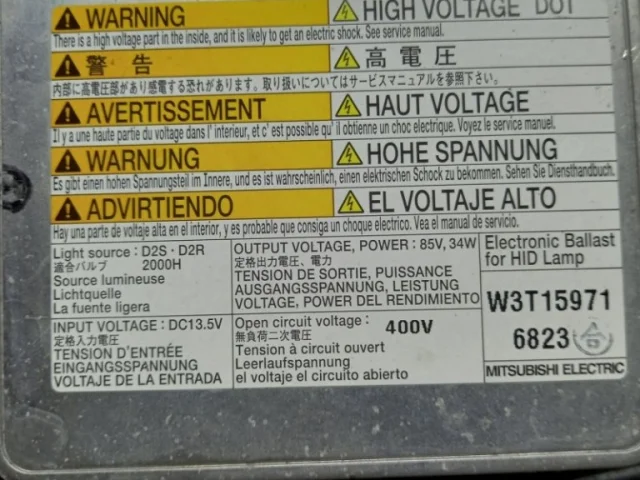 WARNING
HIGH VOLTAGE DOT
There is a high voltage part in the inside, and it is likely to get an electric shock. See service manual.
警 告
高 電 圧
内部に高電圧部があり感電する恐れがあります。取り扱いについてはサービスマニュアルを参照下さい。
AVERTISSEMENT
HAUT VOLTAGE
Il y a une haute partie du voltage dans l' interieur, et c' est possible qu' il obtienne un choc electrique. Voyez le service manuel.
WARNUNG
HOHE SPANNUNG
Es gibt einen hohen Spannungsteil im Innere, und es ist wahrscheinlich, einen elektrischen Schock zu bekommen. Sehen Sie Diensthandbuch.
ADVIRTIENDO
EL VOLTAJE ALTO
Hay una parte de voltaje alta en el interior, y es probable que consiga un choque electrico. Vea el manual de servicio.
Light source : D2S · D2R
適合バルブ 2000H
Source lumineuse
Lichtquelle
La fuente ligera
OUTPUT VOLTAGE, POWER : 85V, 34W
定格出力電圧、電力
TENSION DE SORTIE, PUISSANCE
AUSGANGSSPANNUNG, LEISTUNG
VOLTAGE, POWER DEL RENDIMIENTO
Electronic Ballast
for HID Lamp
W3T15971
6823 合
MITSUBISHI ELECTRIC
INPUT VOLTAGE : DC13.5V
定格入力電圧
TENSION D'ENTRÉE
EINGANGSSPANNUNG
VOLTAJE DE LA ENTRADA
Open circuit voltage : 400V
無負荷二次電圧
Tension à circuit ouvert
Leerlaufspannung
el voltaje el circuito abierto